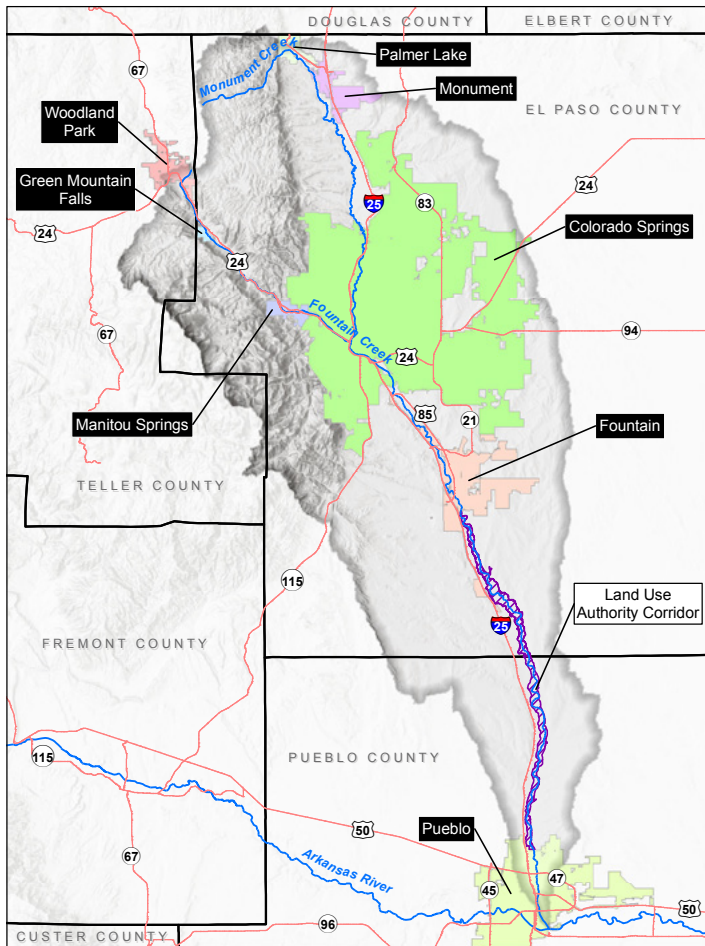 DOUGLAS COUNTY
ELBERT COUNTY
Palmer Lake
67
Monument Creek
Monument
EL PASO COUNTY
Woodland
Park
24
Green Mountain
Falls
25
83
Colorado Springs
24
24
67
Fountain Creek
94
24
85
21
Manitou Springs
Fountain
TELLER COUNTY
115
Land Use
Authority Corridor
25
FREMONT COUNTY
115
PUEBLO COUNTY
50
Pueblo
67
Arkansas River
45
47
50
96
CUSTER COUNTY